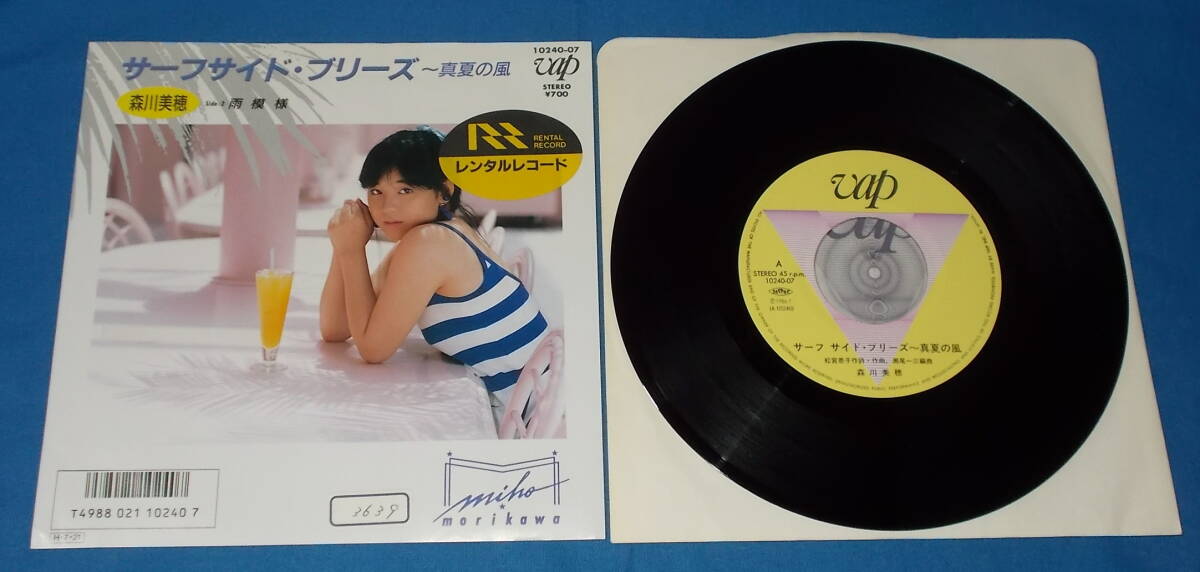 10240-07
サーフサイド・ブリーズ〜真夏の風
vap
STEREO
¥700
森川美穂
Side-2 雨模様
RENTAL
RECORD
レンタルレコード
T4988 021 10240 7
3639
miho
morikawa
vap
A
STEREO 45 r.p.m.
10240-07
サーフ サイド・ブリーズ〜真夏の風
森川美穂